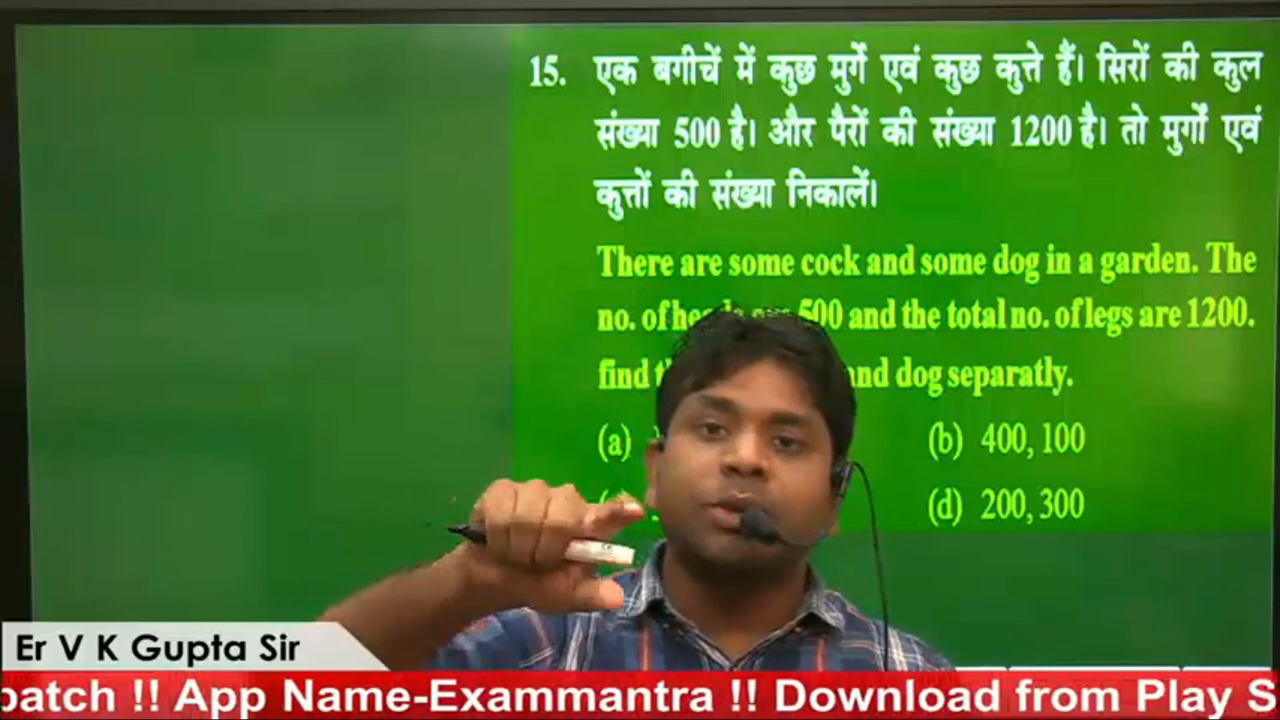 15. एक बगीचें में कुछ मुर्गे एवं कुछ कुत्ते हैं। सिरों की कुल
संख्या 500 है। और पैरों की संख्या 1200 है। तो मुर्गों एवं
कुत्तों की संख्या निकालें।
There are some cock and some dog in a garden. The
no. of 500 and the total no. of legs are 1200.
find and dog separatly.
(a) (b) 400, 100
(d) 200, 300
Er V K Gupta Sir
!! App Name-Exammantra !! Download from Play